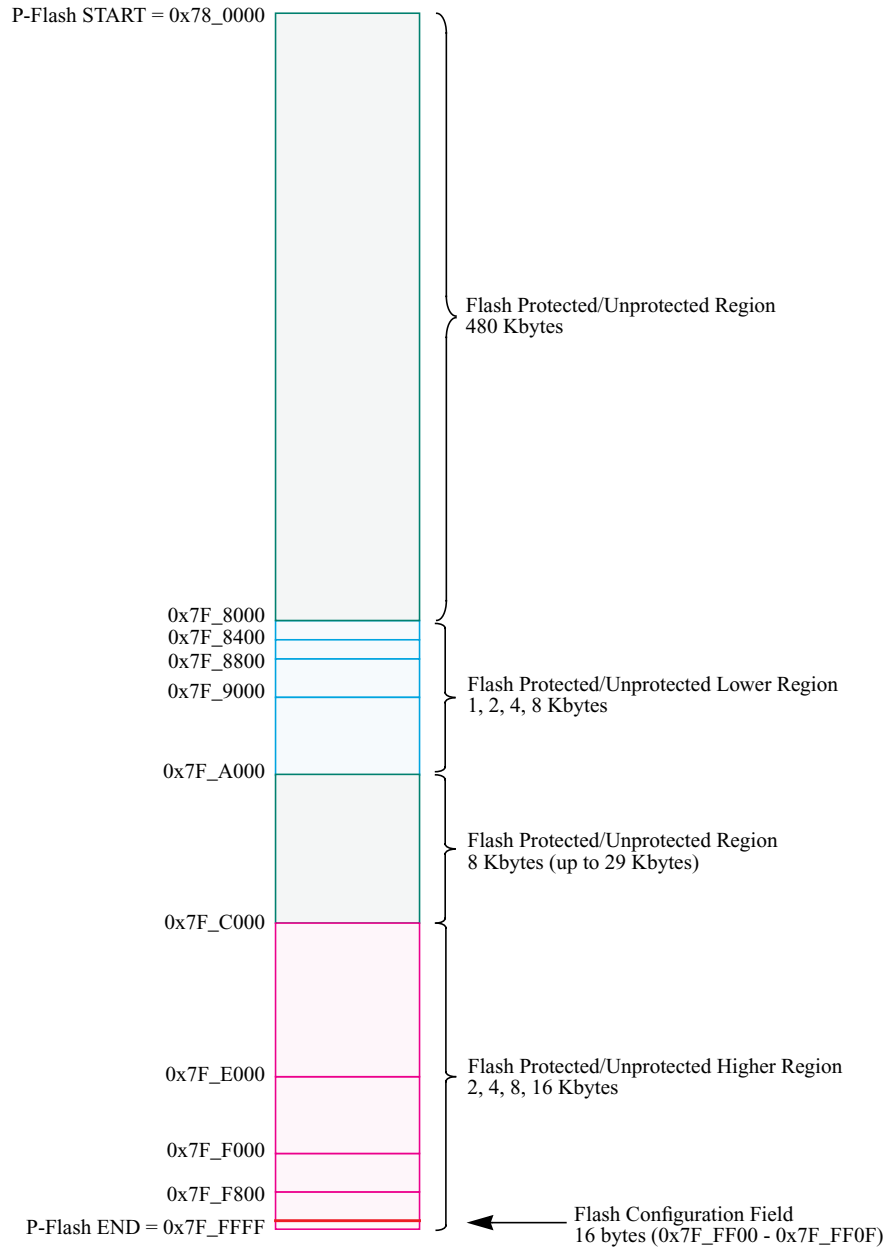 P-Flash START = 0x78_0000
Flash Protected/Unprotected Region
480 Kbytes
0x7F_8000
0x7F_8400
0x7F_8800
0x7F_9000
Flash Protected/Unprotected Lower Region
1, 2, 4, 8 Kbytes
0x7F_A000
Flash Protected/Unprotected Region
8 Kbytes (up to 29 Kbytes)
0x7F_C000
0x7F_E000
Flash Protected/Unprotected Higher Region
2, 4, 8, 16 Kbytes
0x7F_F000
0x7F_F800
P-Flash END = 0x7F_FFFF
Flash Configuration Field
16 bytes (0x7F_FF00 - 0x7F_FF0F)